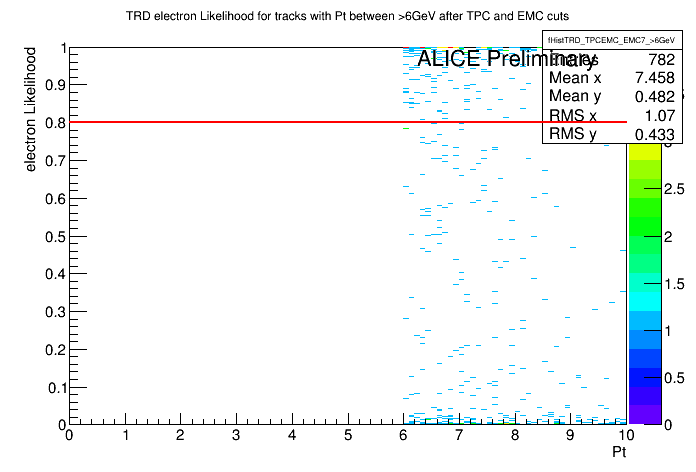 TRD electron Likelihood for tracks with Pt between >6GeV after TPC and EMC cuts
ALICE Preliminary
fHistTRD_TPCEMC_EMC7_>6GeV
Entries 782
Mean x 7.458
Mean y 0.482
RMS x 1.07
RMS y 0.433
electron Likelihood
1
0.9
0.8
0.7
0.6
0.5
0.4
0.3
0.2
0.1
0
0 1 2 3 4 5 6 7 8 9 10
Pt
2.5
2
1.5
1
0.5
0